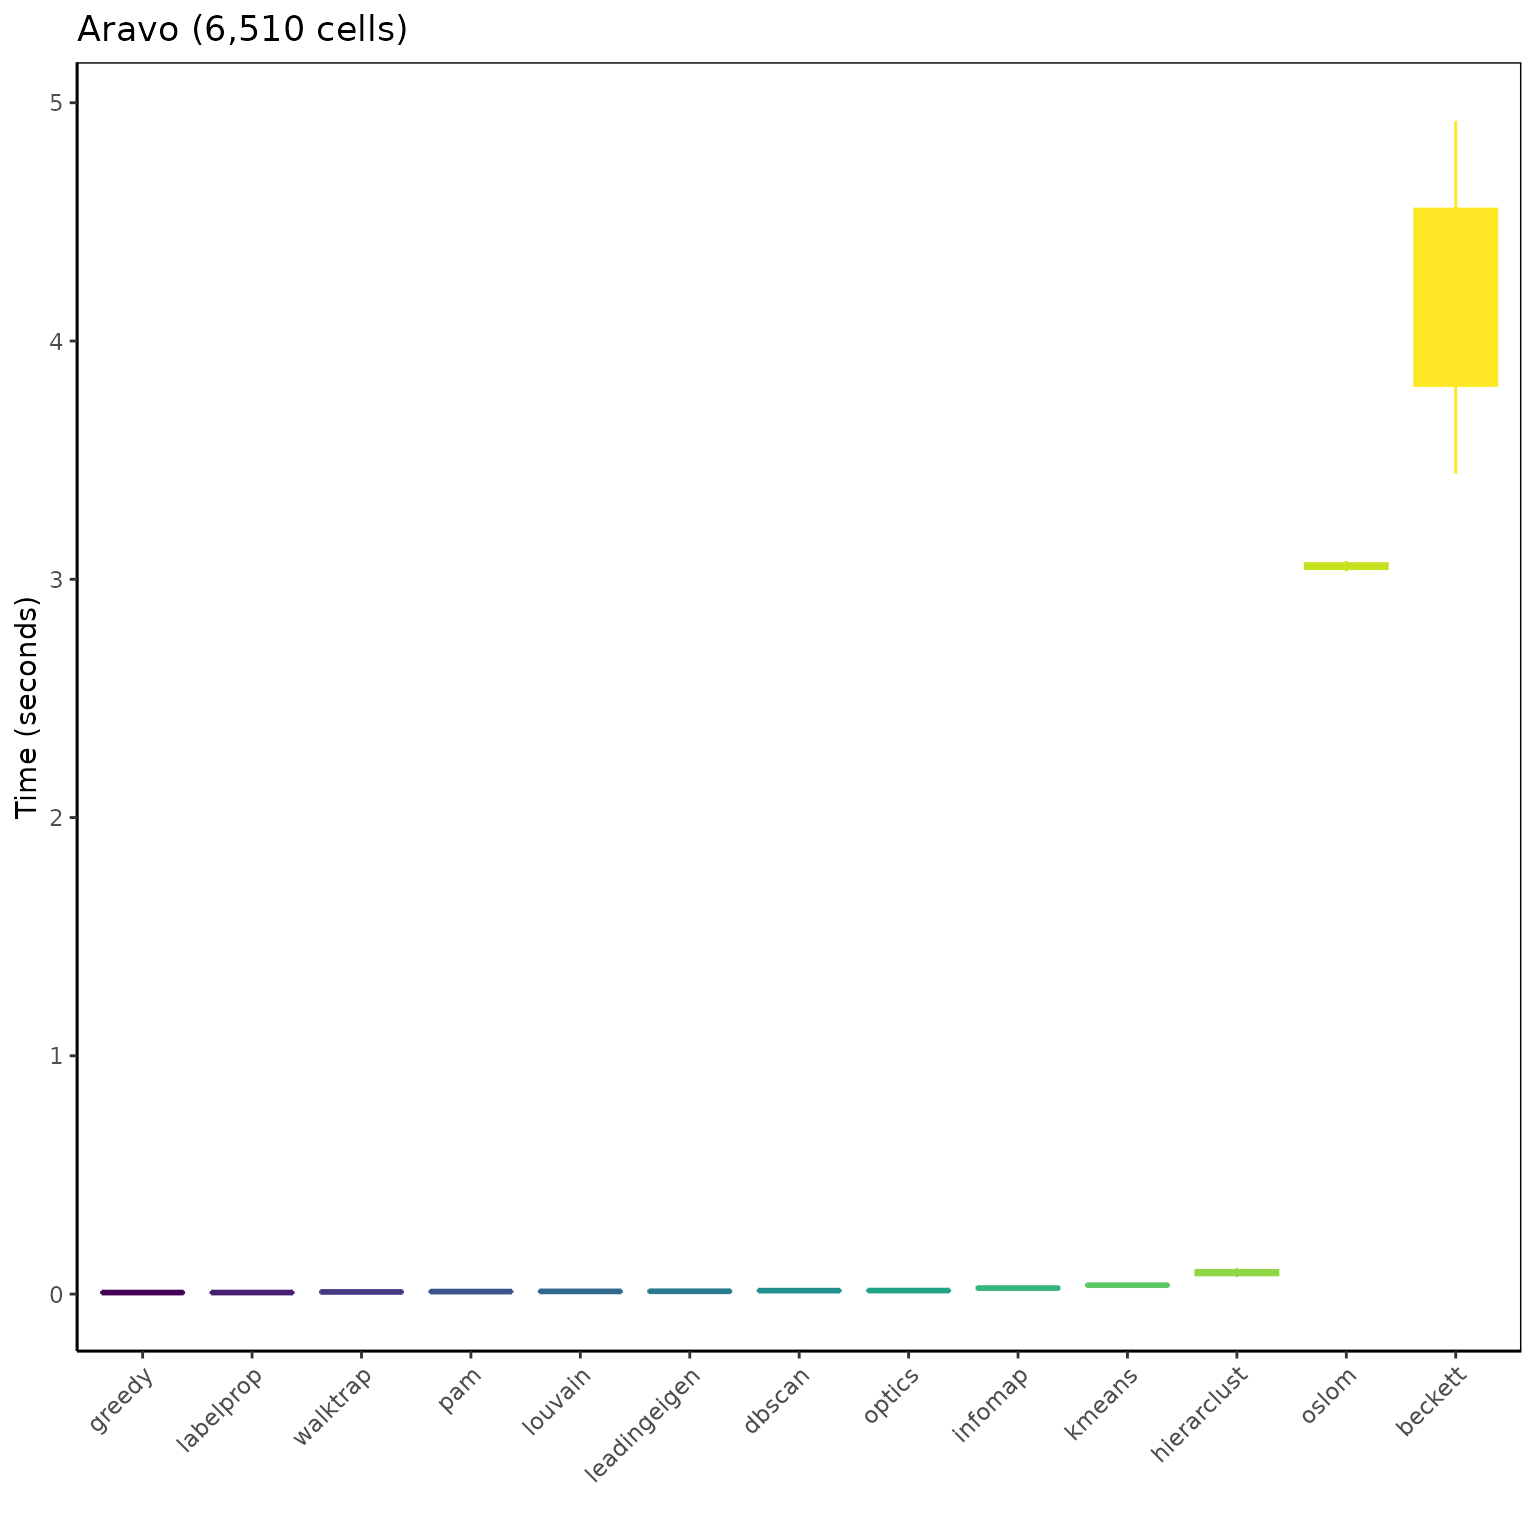 Aravo (6,510 cells)
Time (seconds)
5
4
3
2
1
0
greedy
labelprop
walktrap
pam
louvain
leadingeigen
dbscan
optics
infomap
kmeans
hierarclust
oslom
beckett